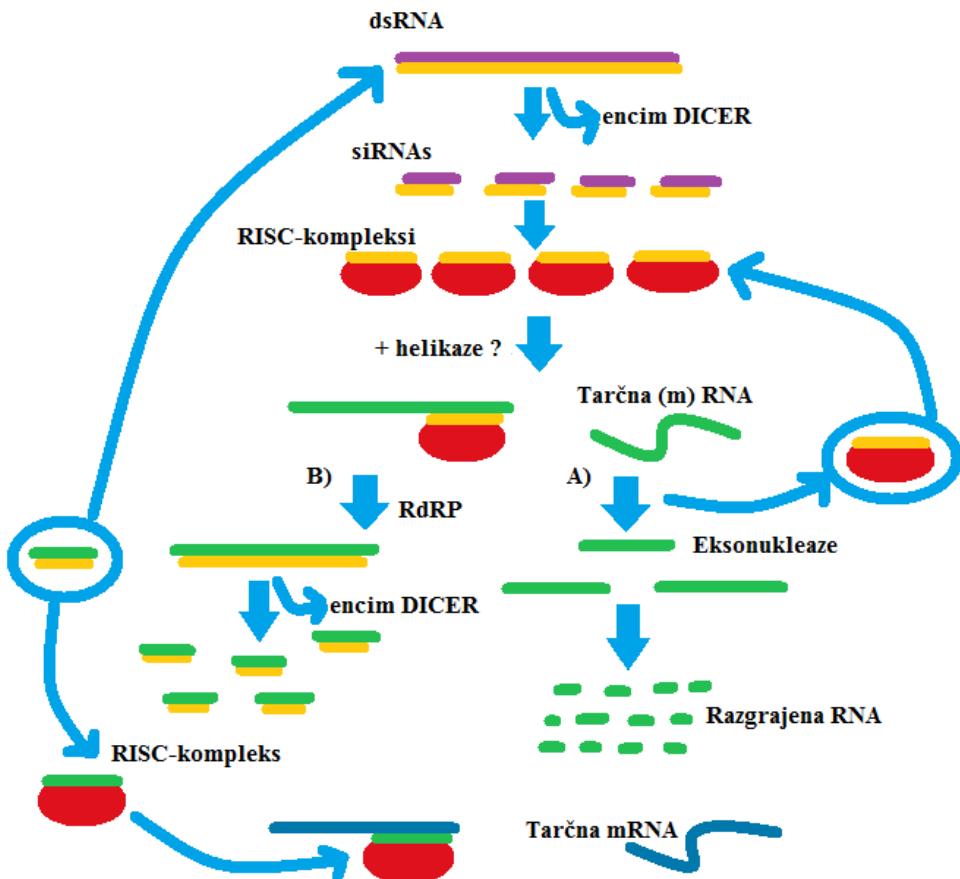 dsRNA
encim DICER
siRNAs
RISC-kompleksi
+ helikaze ?
Tarčna (m) RNA
B)
A)
RdRP
Eksonukleaze
encim DICER
Razgrajena RNA
RISC-kompleks
Tarčna mRNA